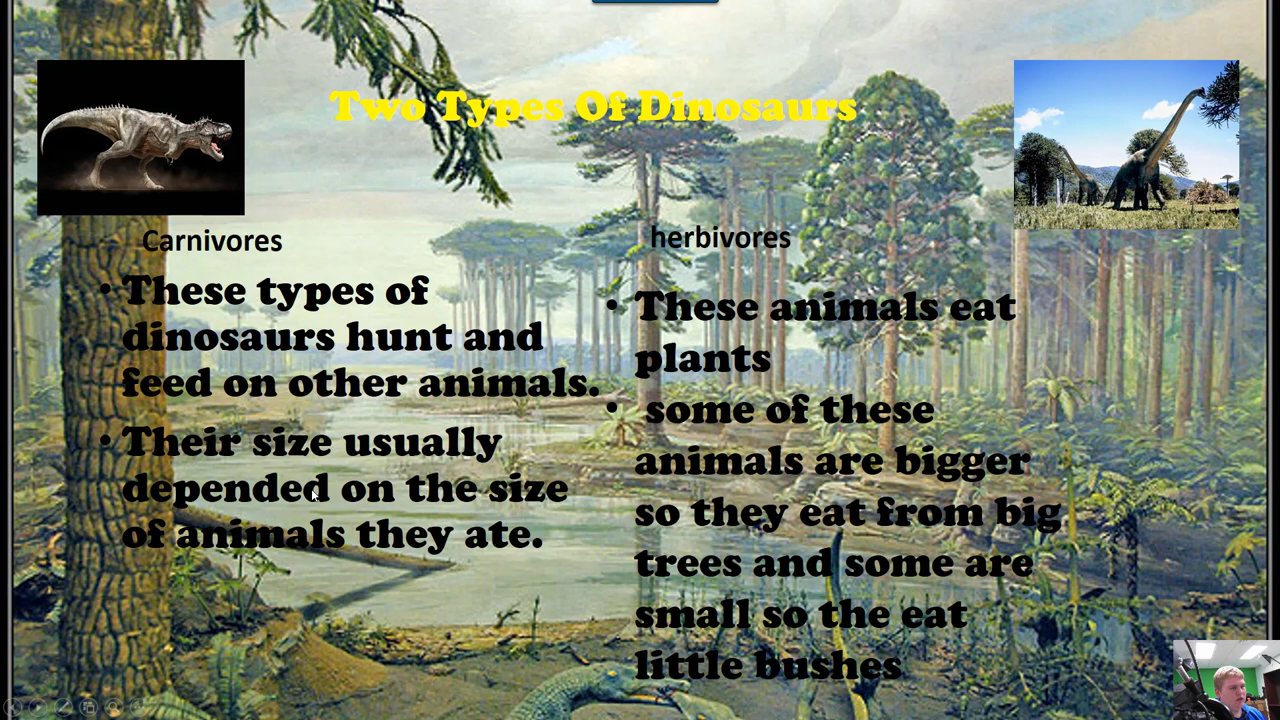 Two Types Of Dinosaurs
Carnivores
• These types of
dinosaurs hunt and
feed on other animals.
• Their size usually
depended on the size
of animals they ate.
herbivores
• These animals eat
plants
• some of these
animals are bigger
so they eat from big
trees and some are
small so the eat
little bushes